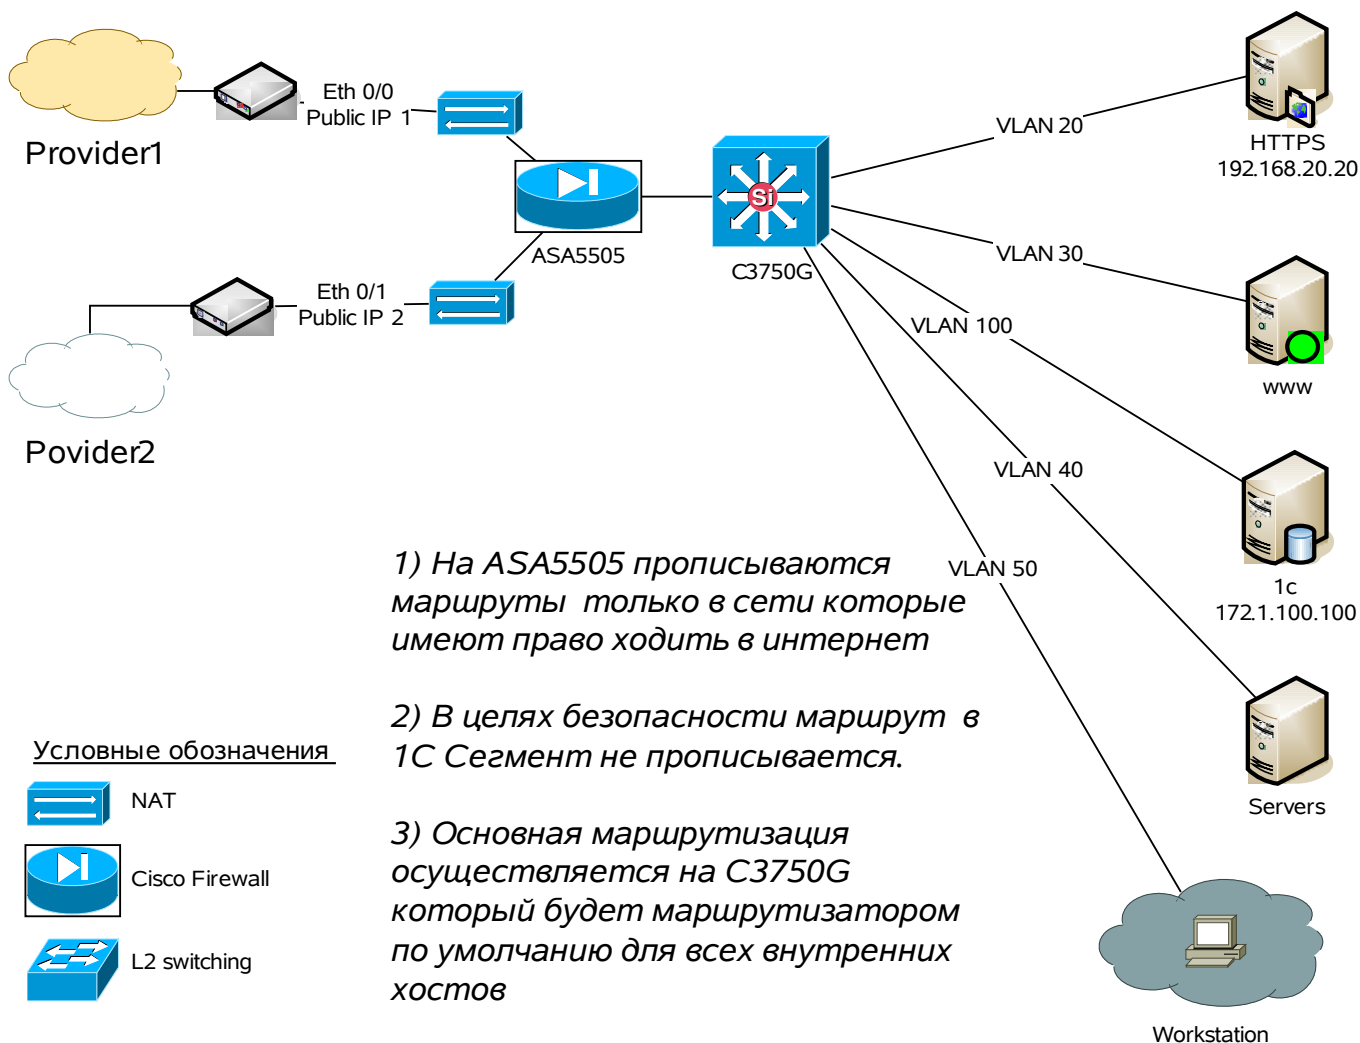 Provider1
Eth 0/0
Public IP 1
ASA5505
Eth 0/1
Public IP 2
Povider2
Si
C3750G
VLAN 20
VLAN 30
VLAN 100
VLAN 40
VLAN 50
HTTPS
192.168.20.20
www
1c
172.1.100.100
Servers
Workstation
1) На ASA5505 прописываются
маршруты только в сети которые
имеют право ходить в интернет
2) В целях безопасности маршрут в
1С Сегмент не прописывается.
3) Основная маршрутизация
осуществляется на C3750G
который будет маршрутизатором
по умолчанию для всех внутренних
хостов
Условные обозначения
NAT
Cisco Firewall
L2 switching